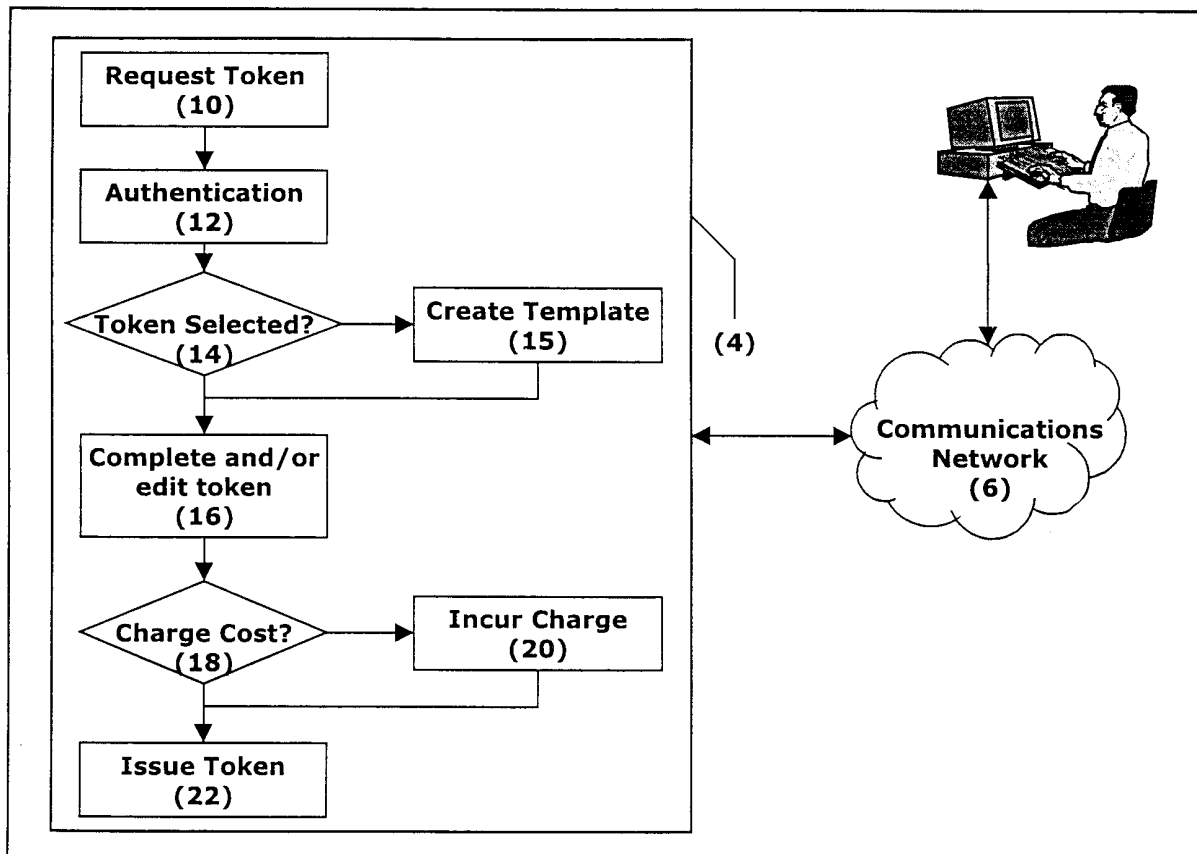 Request Token
(10)
Authentication
(12)
Token Selected?
(14)
Create Template
(15)
(4)
Complete and/or
edit token
(16)
Communications
Network
(6)
Charge Cost?
(18)
Incur Charge
(20)
Issue Token
(22)